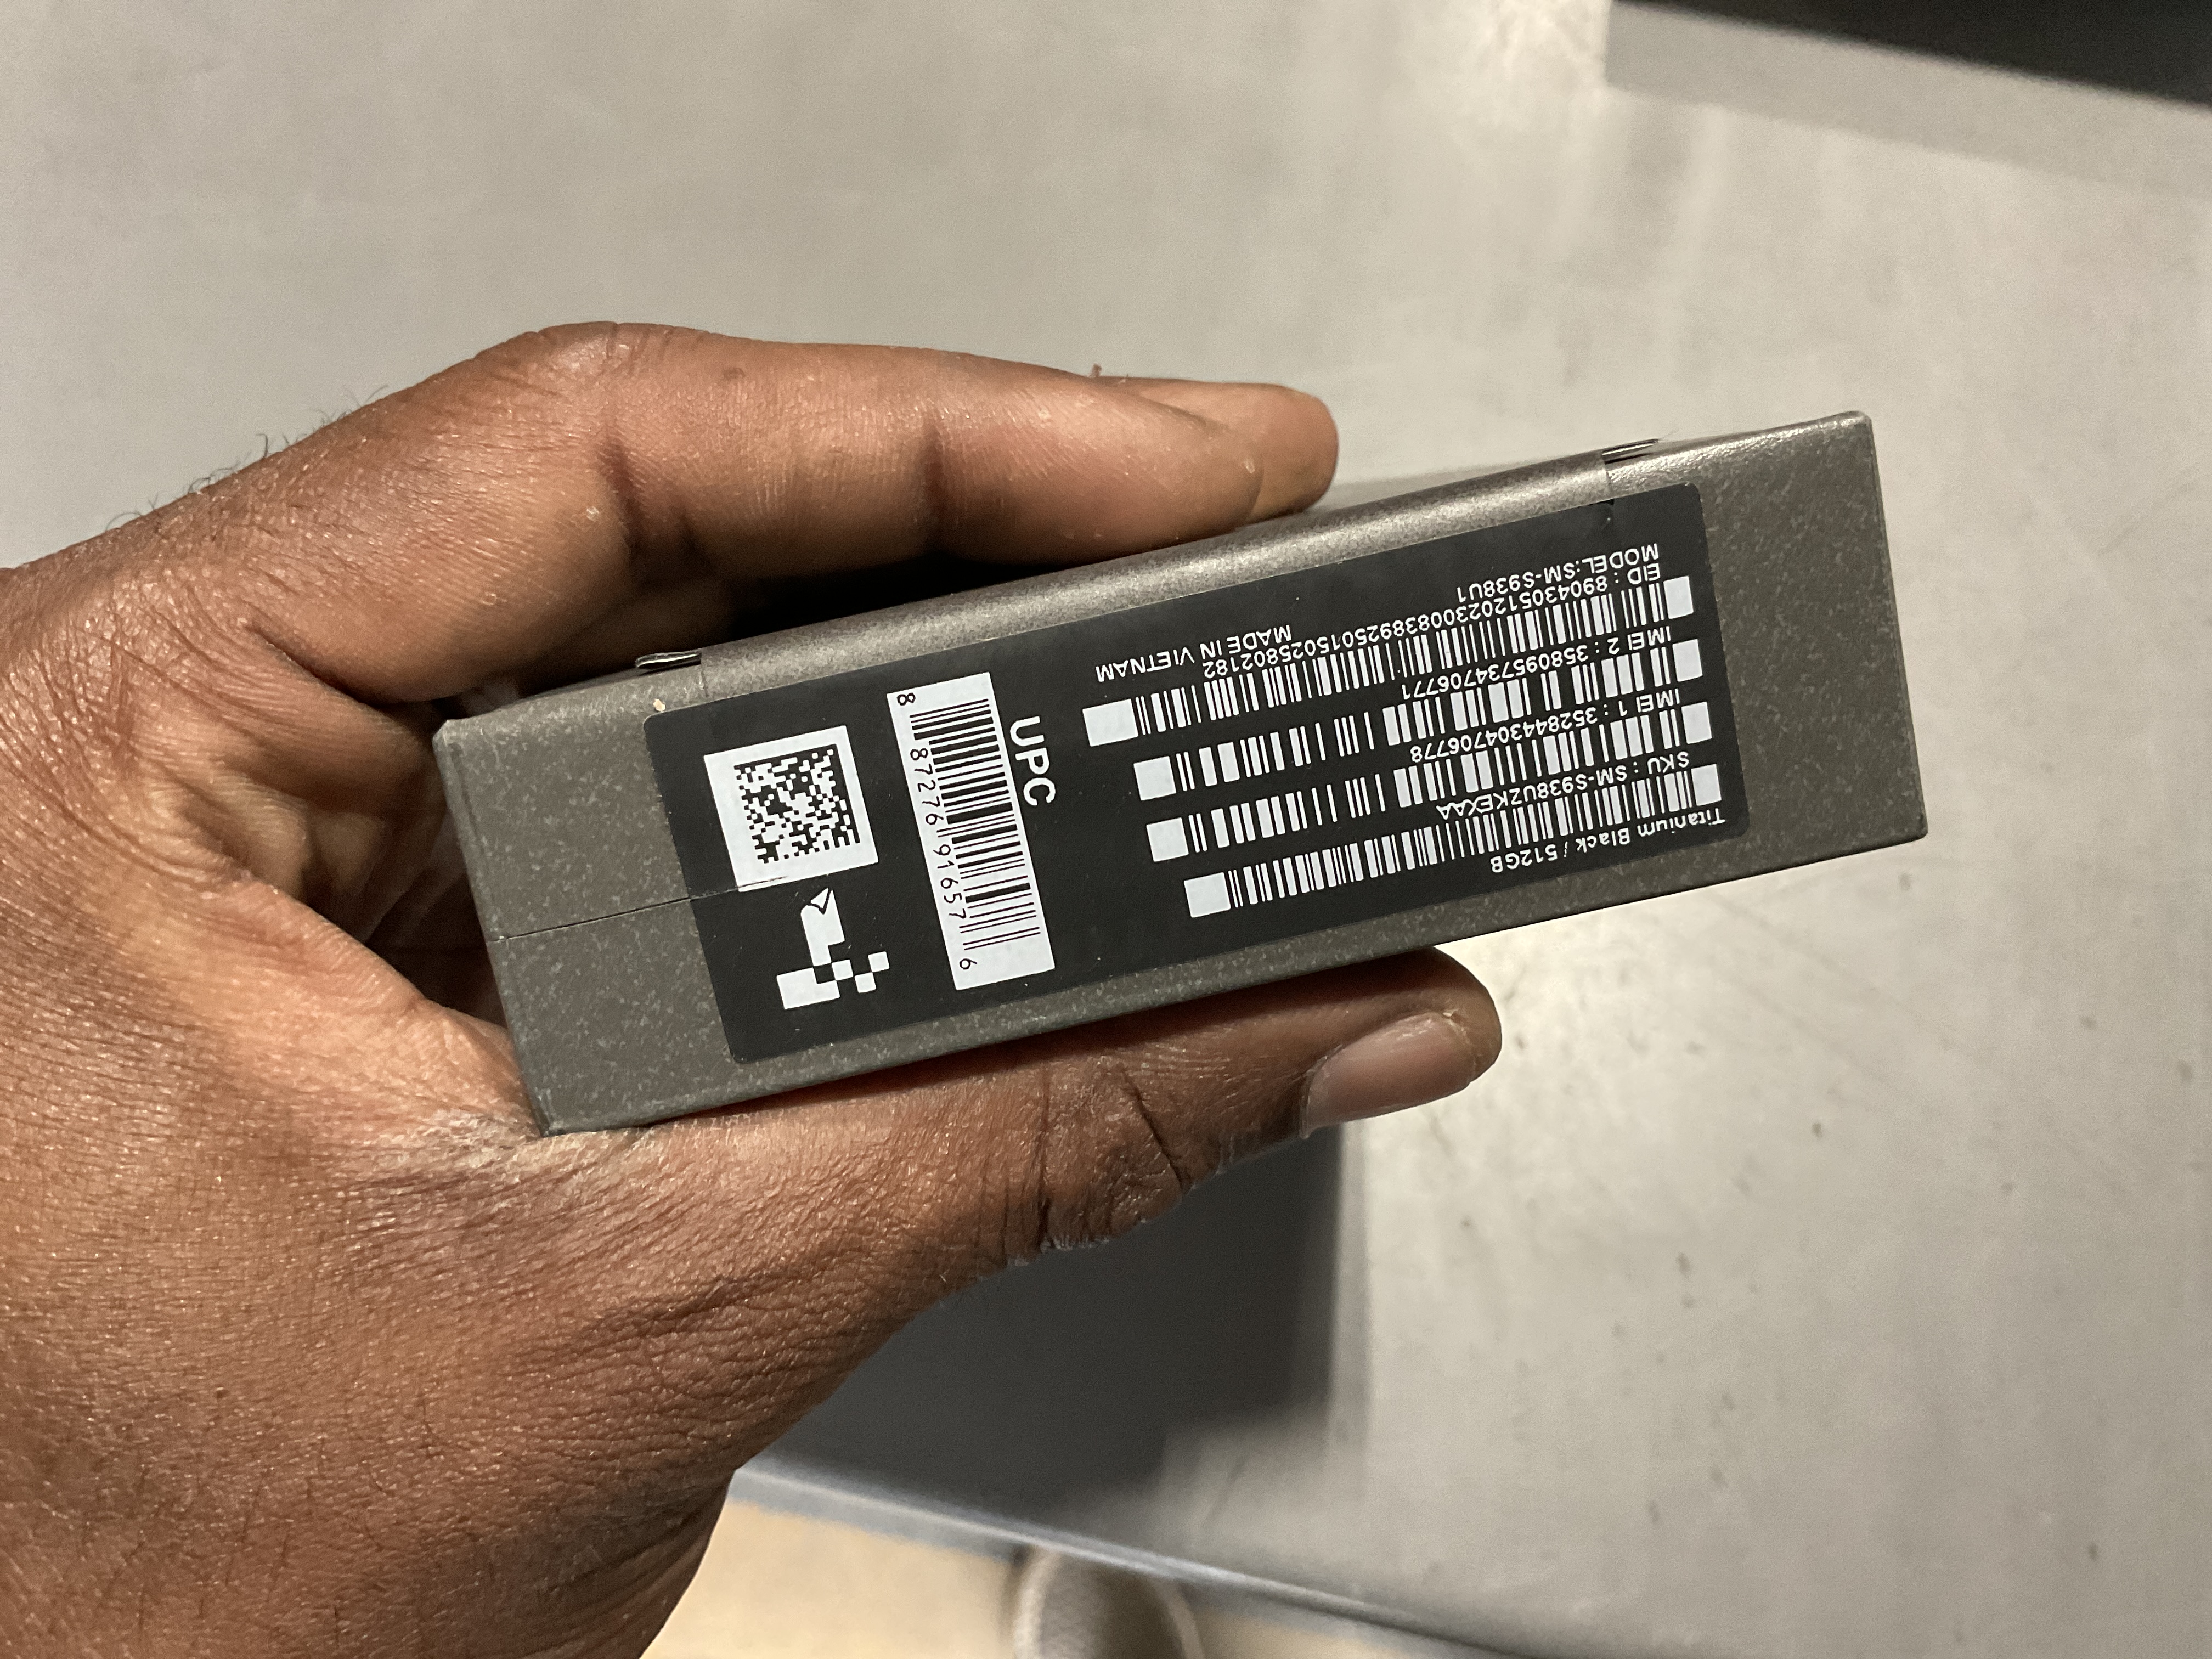 Titanium Black / 512GB
SKU : SM-S938UZKEXAA
IMEI 1 : 352844304706778
IMEI 2 : 358095734706771
EID : 89043051202300838925015025802182
MODEL:SM-S938U1
MADE IN VIETNAM
UPC
8 87276 91657 6